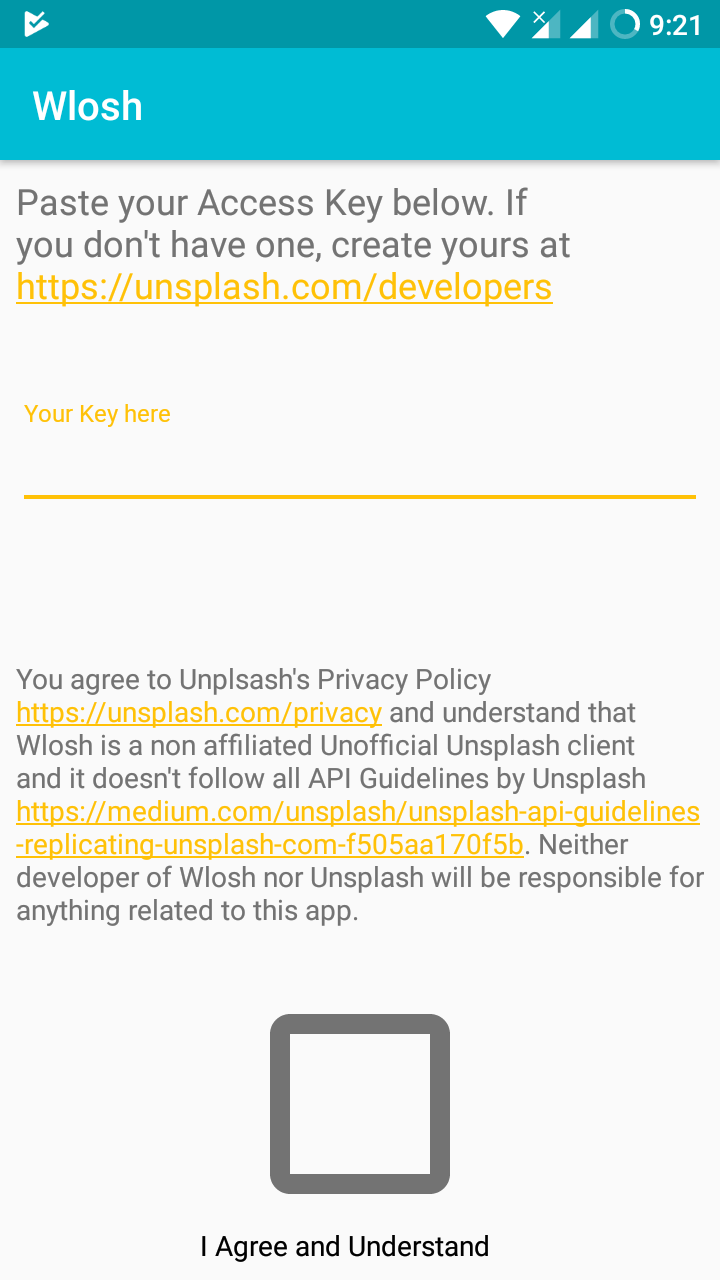 9:21
Wlosh
Paste your Access Key below. If
you don't have one, create yours at
https://unsplash.com/developers
Your Key here
You agree to Unplsash's Privacy Policy
https://unsplash.com/privacy and understand that
Wlosh is a non affiliated Unofficial Unsplash client
and it doesn't follow all API Guidelines by Unsplash
https://medium.com/unsplash/unsplash-api-guidelines
-replicating-unsplash-com-f505aa170f5b. Neither
developer of Wlosh nor Unsplash will be responsible for
anything related to this app.
I Agree and Understand